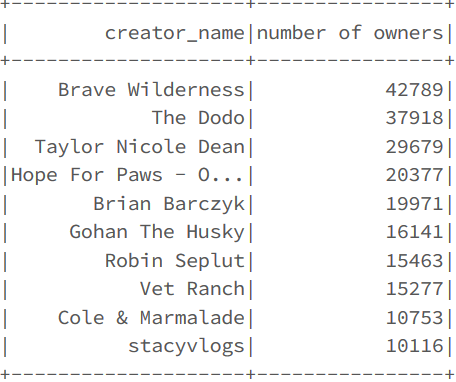 +--------------------+----------------+
|        creator_name|number of owners|
+--------------------+----------------+
|    Brave Wilderness|           42789|
|            The Dodo|           37918|
|  Taylor Nicole Dean|           29679|
|Hope For Paws - O...|           20377|
|       Brian Barczyk|           19971|
|     Gohan The Husky|           16141|
|        Robin Seplut|           15463|
|           Vet Ranch|           15277|
|    Cole & Marmalade|           10753|
|          stacyvlogs|           10116|
+--------------------+----------------+